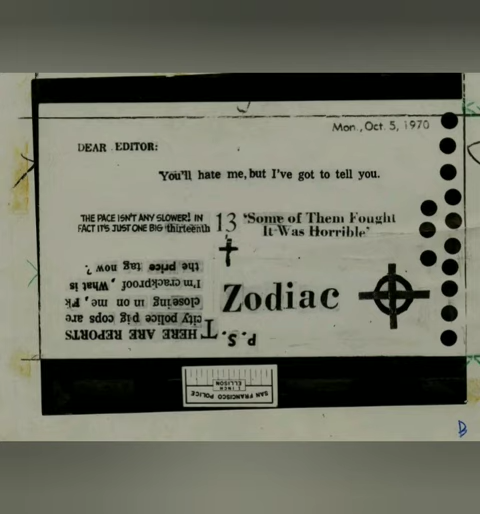 Mon., Oct. 5, 1970
DEAR EDITOR:
You'll hate me, but I've got to tell you.
THE PACE ISN'T ANY SLOWER! IN
FACT IT'S JUST ONE BIG thirteenth
13
'Some of Them Fought
It Was Horrible'
Zodiac
P.S. THERE ARE REPORTS
city police pig cops are
closeing in on me, Fk
I'm crackproof, What is
the price tag now ?
SAN FRANCISCO POLICE